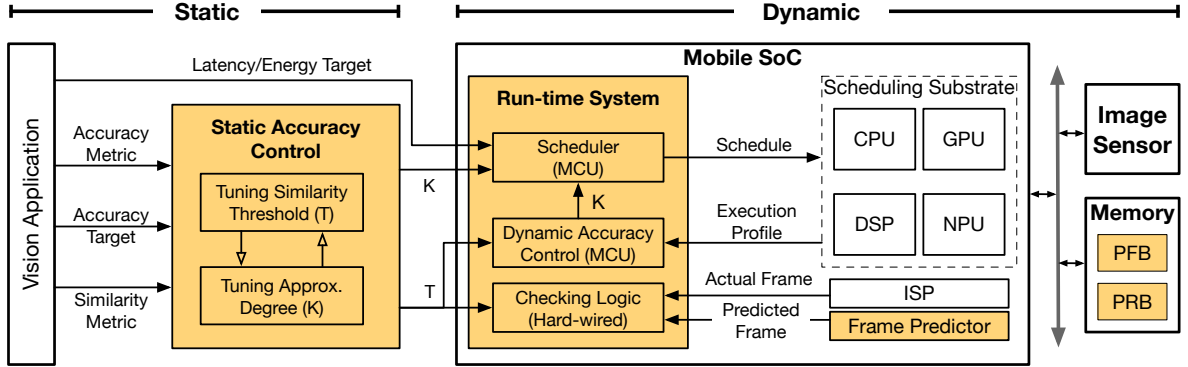 Static
Dynamic
Vision Application
Latency/Energy Target
Accuracy
Metric
Accuracy
Target
Similarity
Metric
Static Accuracy
Control
Tuning Similarity
Threshold (T)
Tuning Approx.
Degree (K)
K
T
Mobile SoC
Run-time System
Scheduler
(MCU)
K
Dynamic Accuracy
Control (MCU)
Checking Logic
(Hard-wired)
Schedule
Execution
Profile
Actual Frame
Predicted
Frame
Scheduling Substrate
CPU
GPU
DSP
NPU
ISP
Frame Predictor
Image
Sensor
Memory
PFB
PRB